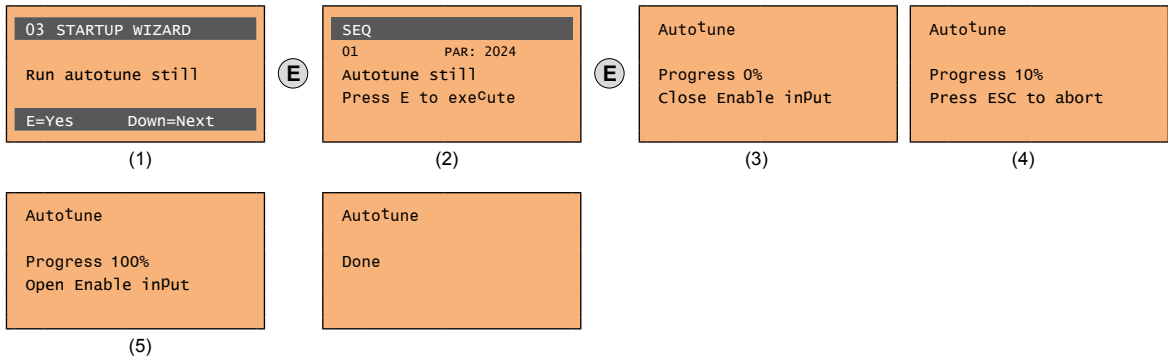 03 STARTUP WIZARD
Run autotune still
E=Yes Down=Next
(1)
E
SEQ
01 PAR: 2024
Autotune still
Press E to execute
(2)
E
Autotune
Progress 0%
Close Enable input
(3)
Autotune
Progress 10%
Press ESC to abort
(4)
Autotune
Progress 100%
Open Enable input
(5)
Autotune
Done